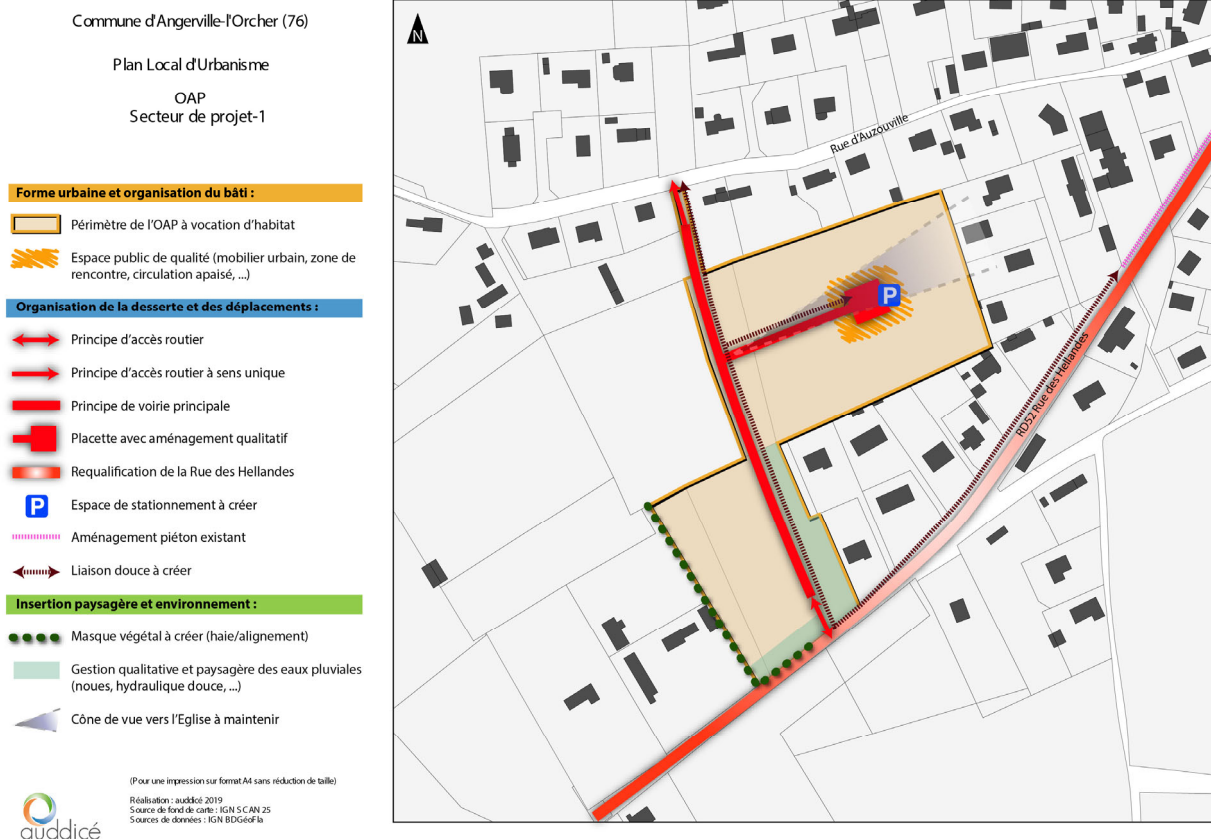 Commune d'Angerville-l'Orcher (76)
Plan Local d'Urbanisme
OAP
Secteur de projet-1
Forme urbaine et organisation du bâti :
Périmètre de l'OAP à vocation d'habitat
Espace public de qualité (mobilier urbain, zone de
rencontre, circulation apaisé, ...)
Organisation de la desserte et des déplacements :
Principe d'accès routier
Principe d'accès routier à sens unique
Principe de voirie principale
Placette avec aménagement qualitatif
Requalification de la Rue des Hellandes
P
Espace de stationnement à créer
Aménagement piéton existant
Liaison douce à créer
Insertion paysagère et environnement :
Masque végétal à créer (haie/alignement)
Gestion qualitative et paysagère des eaux pluviales
(noues, hydraulique douce, ...)
Cône de vue vers l'Eglise à maintenir
(Pour une impression sur format A4 sans réduction de taille)
Réalisation : auddicé 2019
Source de fond de carte : IGN SCAN 25
Sources de données : IGN BDGéoFla
auddicé
N
Rue d'Auzouville
P
RD52 Rue des Hellandes